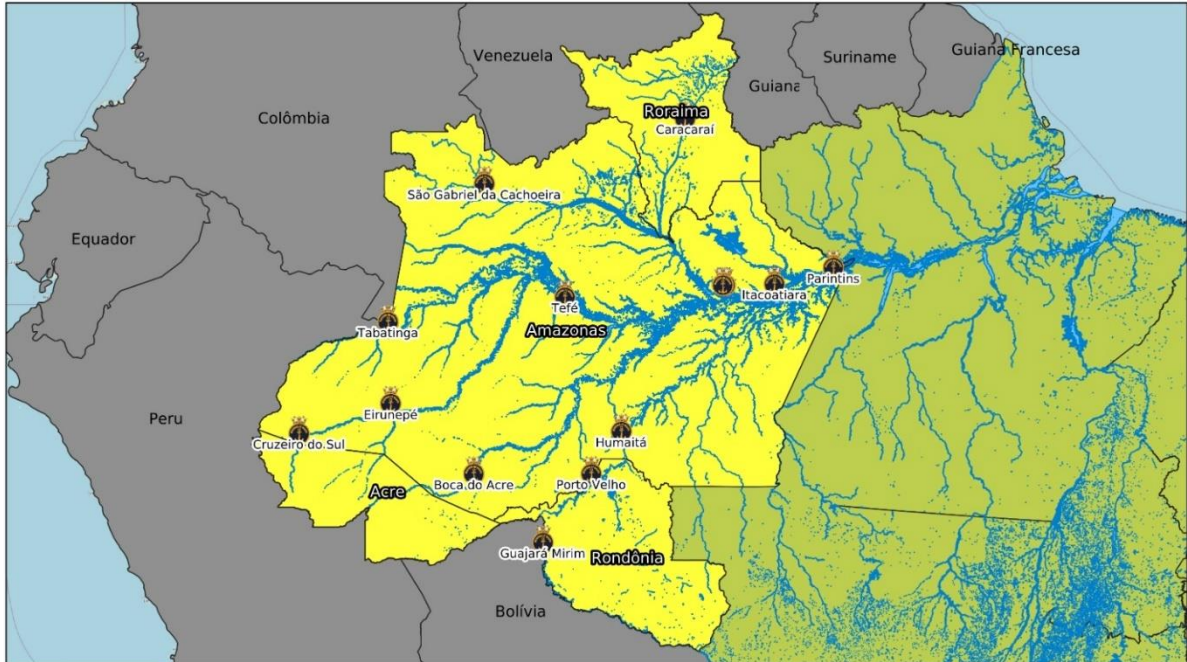 Guiana Francesa
Venezuela
Suriname
Guiana
Colômbia
Roraima
Caracaraí
São Gabriel da Cachoeira
Equador
Parintins
Itacoatiara
Tefé
Tabatinga
Amazonas
Peru
Eirunepé
Cruzeiro do Sul
Humaitá
Boca do Acre
Porto Velho
Acre
Guajará Mirim
Rondônia
Bolívia